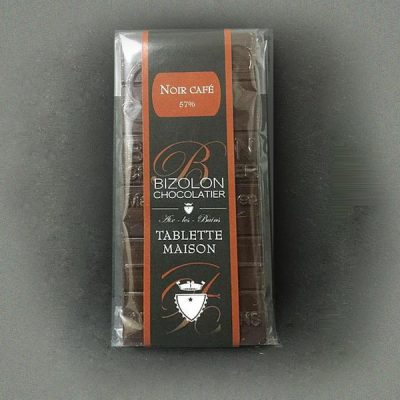 NOIR CAFÉ
57%
B
BIZOLON
CHOCOLATIER
Aix - les - Bains
TABLETTE
MAISON